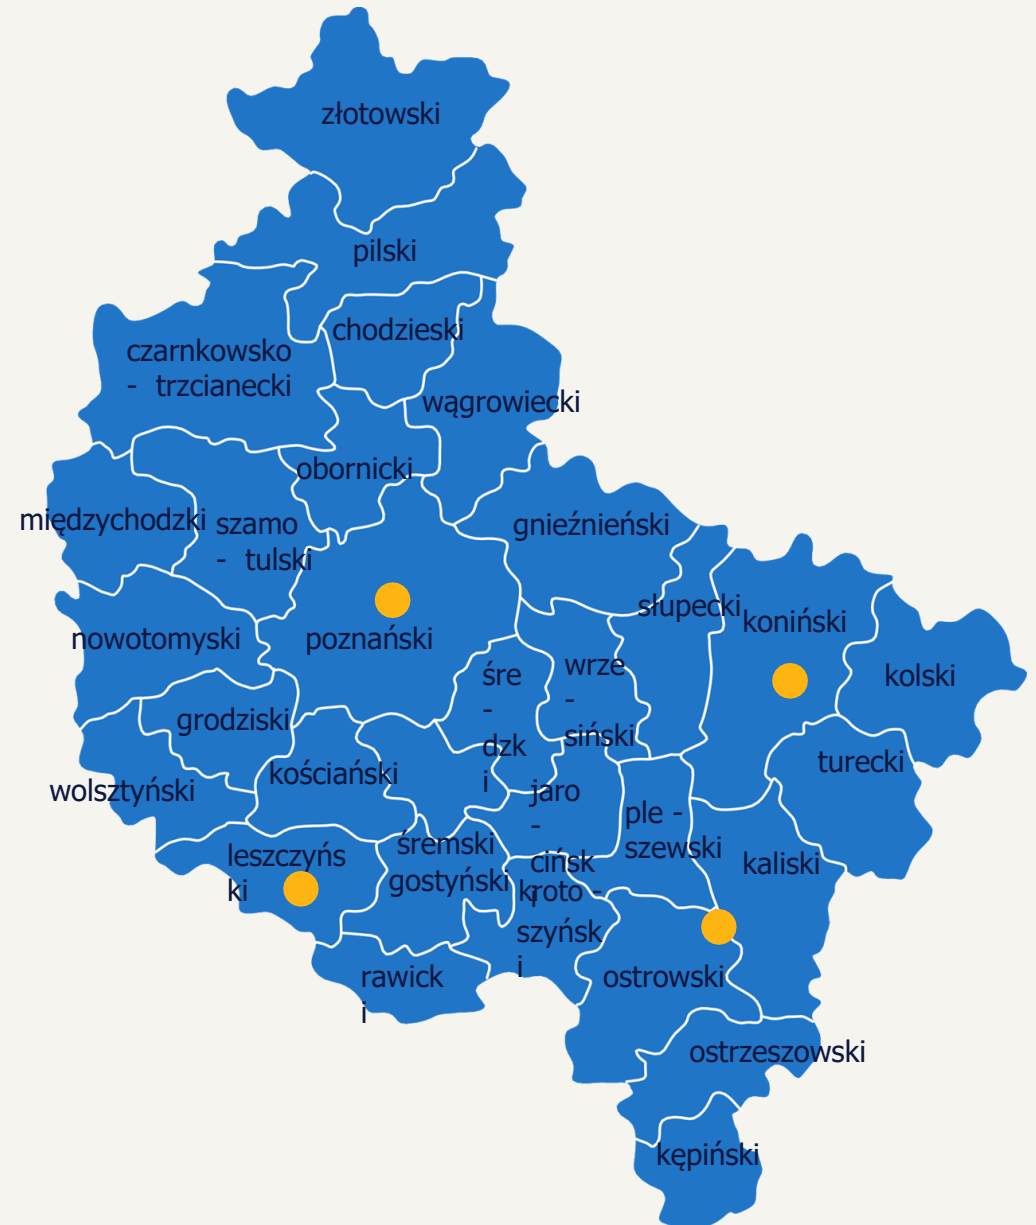 złotowski
pilski
chodzieski
czarnkowsko
- trzcianecki
wągrowiecki
obornicki
międzychodzki
szamo
- tulski
gnieźnieński
słupecki
koniński
nowotomyski
poznański
kolski
śre
-
dzk
i
wrze
-
siński
grodziski
turecki
kościański
wolsztyński
jaro
-
cińsk
i
ple -
szewski
leszczyńs
ki
śremski
kaliski
gostyński
kroto -
szyńsk
i
rawick
i
ostrowski
ostrzeszowski
kępiński